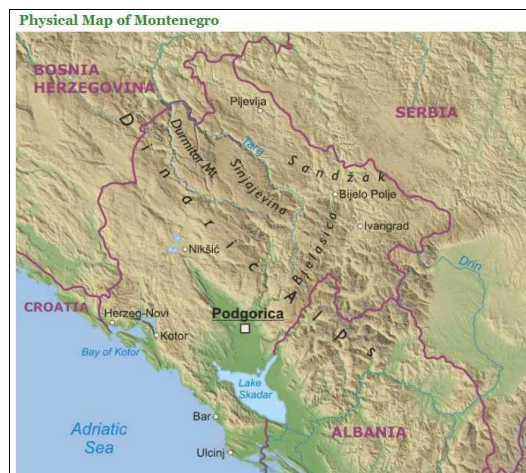 Physical Map of Montenegro
BOSNIA
HERZEGOVINA
SERBIA
Pljevlja
Durmitor Mt
Tara
Sinjajevina
Sandžak
Dinaric Alps
Bijelo Polje
Bjelasica
Ivangrad
Nikšić
Drin
CROATIA
Herzeg-Novi
Podgorica
Kotor
Bay of Kotor
Lake
Skadar
Bar
Adriatic
Sea
ALBANIA
Ulcinj